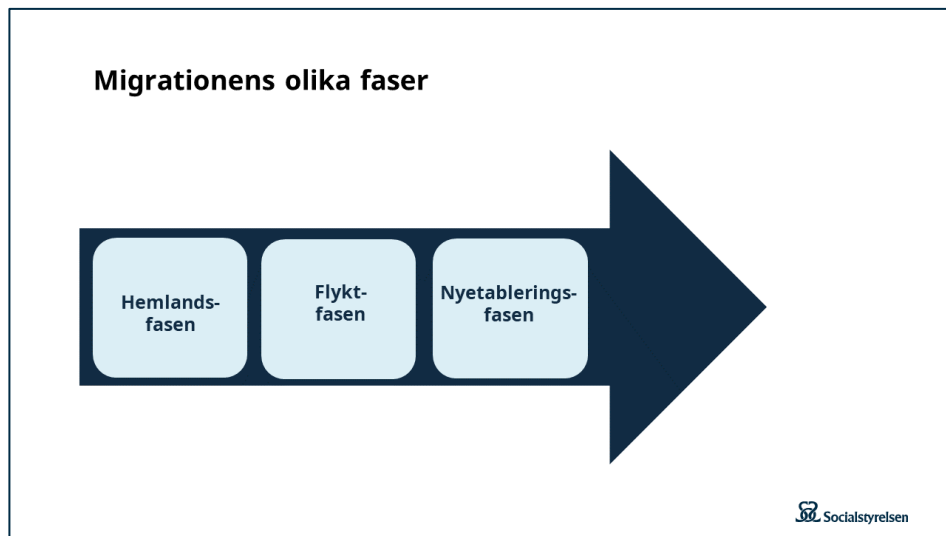 Migrationens olika faser
Hemlands-
fasen
Flykt-
fasen
Nyetablerings-
fasen
Socialstyrelsen